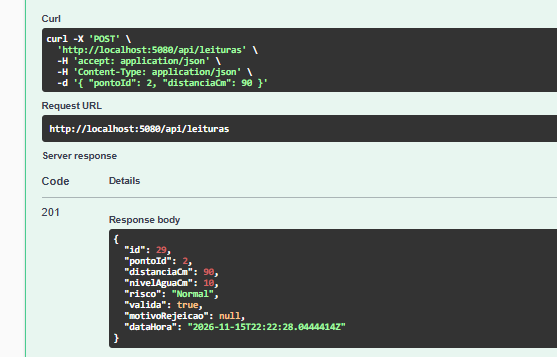 Curl
curl -X 'POST' \
'http://localhost:5080/api/leituras' \
-H 'accept: application/json' \
-H 'Content-Type: application/json' \
-d '{ "pontoId": 2, "distanciaCm": 90 }'
Request URL
http://localhost:5080/api/leituras
Server response
Code Details
201
Response body
{
"id": 29,
"pontoId": 2,
"distanciaCm": 90,
"nivelAguaCm": 10,
"risco": "Normal",
"valida": true,
"motivoRejeicao": null,
"dataHora": "2026-11-15T22:22:28.0444414Z"
}